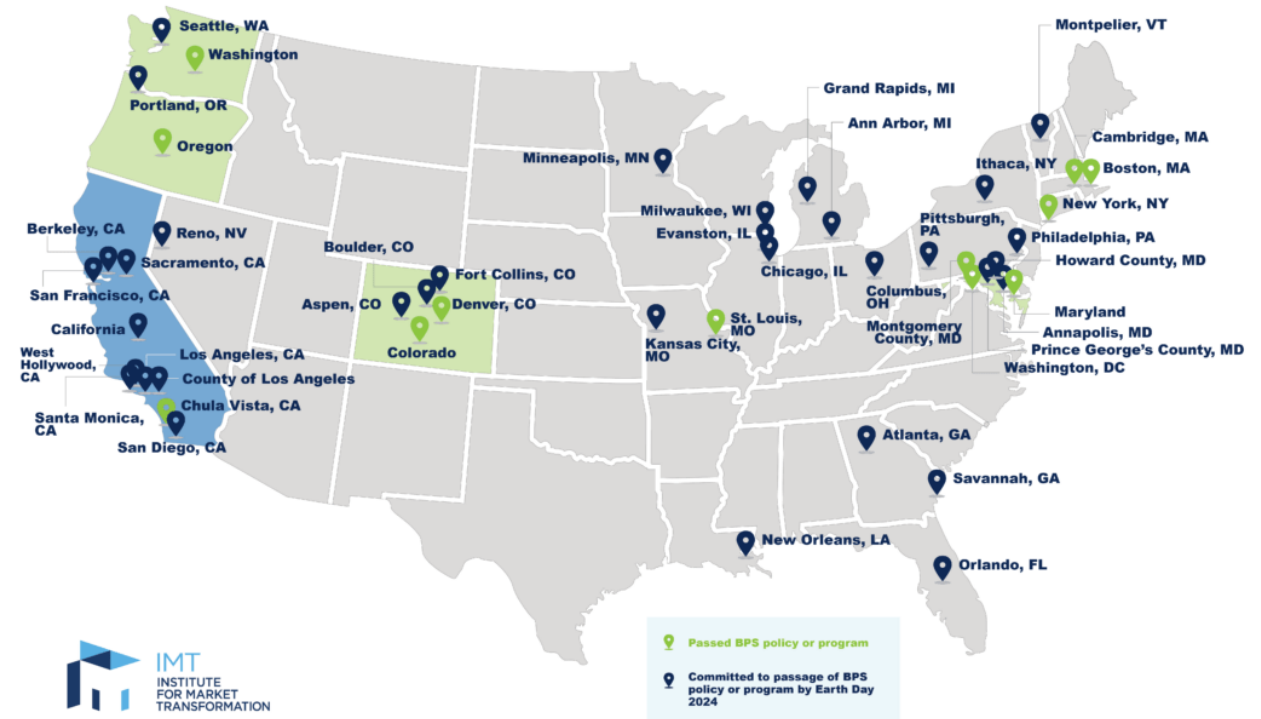 Seattle, WA
Washington
Portland, OR
Oregon
Berkeley, CA
Reno, NV
Sacramento, CA
San Francisco, CA
California
West
Hollywood,
CA
Los Angeles, CA
County of Los Angeles
Chula Vista, CA
Santa Monica,
CA
San Diego, CA
Boulder, CO
Fort Collins, CO
Aspen, CO
Denver, CO
Colorado
Minneapolis, MN
Milwaukee, WI
Evanston, IL
Chicago, IL
Grand Rapids, MI
Ann Arbor, MI
St. Louis,
MO
Kansas City,
MO
Columbus,
OH
Montpelier, VT
Cambridge, MA
Ithaca, NY
Boston, MA
New York, NY
Pittsburgh,
PA
Philadelphia, PA
Howard County, MD
Maryland
Montgomery
County, MD
Annapolis, MD
Prince George's County, MD
Washington, DC
Atlanta, GA
Savannah, GA
New Orleans, LA
Orlando, FL
Passed BPS policy or program
Committed to passage of BPS
policy or program by Earth Day
2024
IMT
INSTITUTE
FOR MARKET
TRANSFORMATION